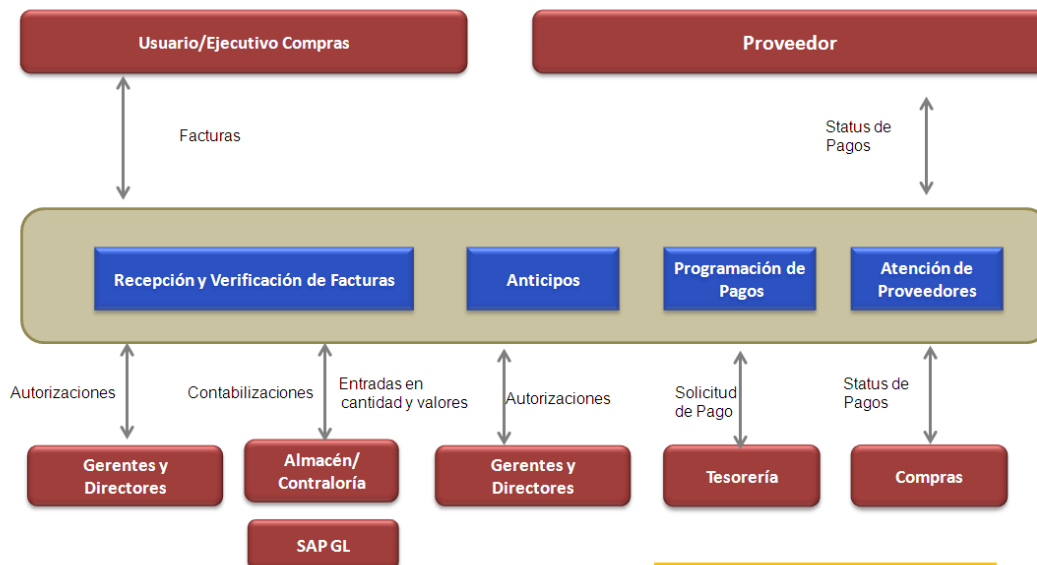 Usuario/Ejecutivo Compras
Proveedor
Facturas
Status de
Pagos
Recepción y Verificación de Facturas
Anticipos
Programación de
Pagos
Atención de
Proveedores
Autorizaciones
Contabilizaciones
Entradas en
cantidad y valores
Autorizaciones
Solicitud
de Pago
Status de
Pagos
Gerentes y
Directores
Almacén/
Contraloría
Gerentes y
Directores
Tesorería
Compras
SAP GL